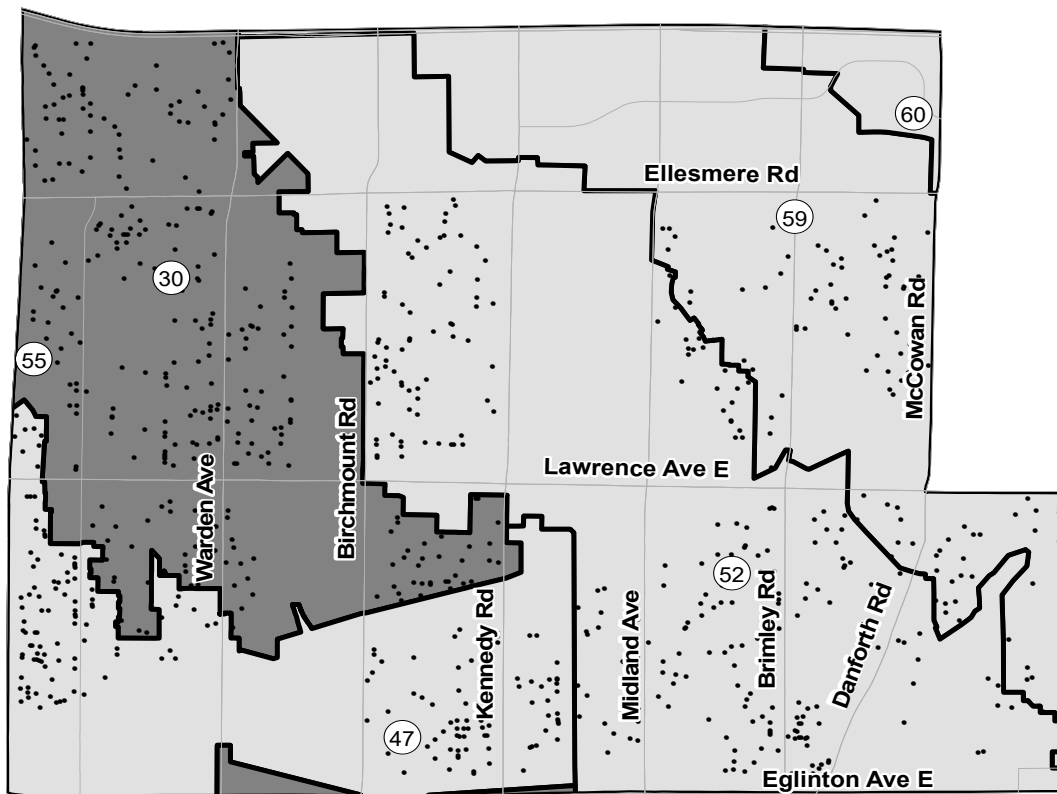 60
Ellesmere Rd
59
30
McCowan Rd
55
Birchmount Rd
Warden Ave
Lawrence Ave E
52
Brimley Rd
Kennedy Rd
Midland Ave
Danforth Rd
47
Eglinton Ave E